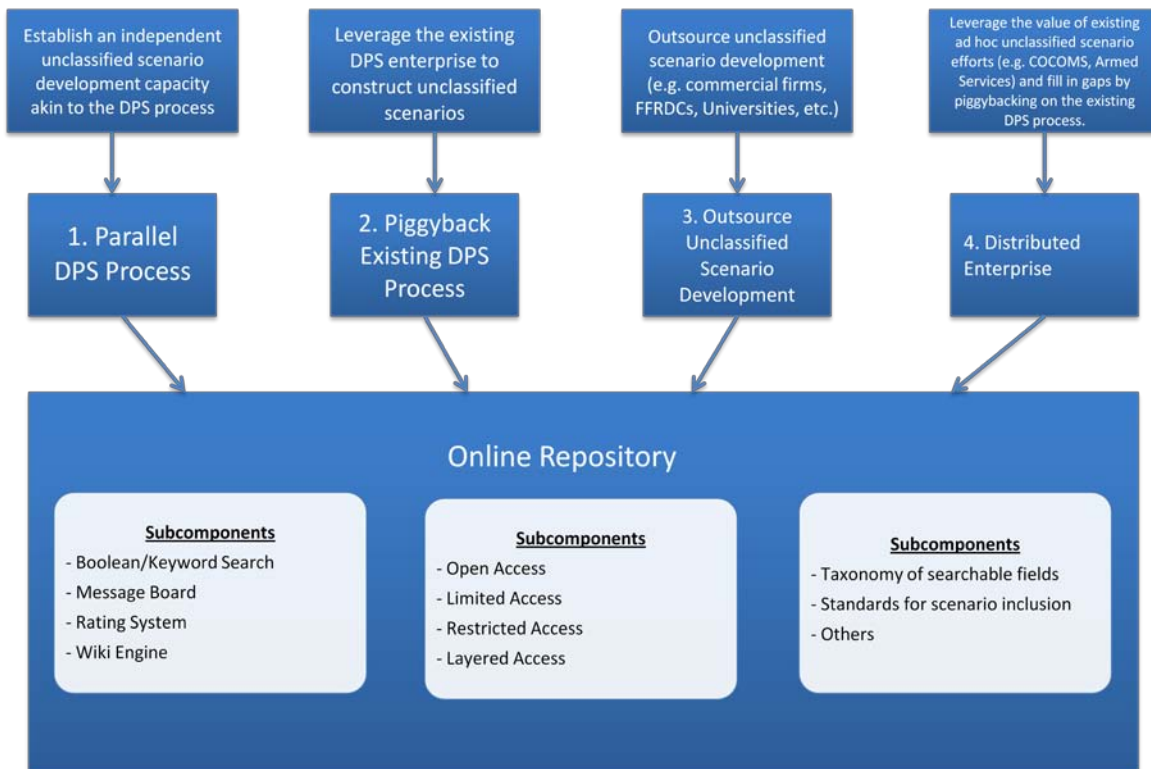 Establish an independent
unclassified scenario
development capacity
akin to the DPS process
Leverage the existing
DPS enterprise to
construct unclassified
scenarios
Outsource unclassified
scenario development
(e.g. commercial firms,
FFRDCs, Universities, etc.)
Leverage the value of existing
ad hoc unclassified scenario
efforts (e.g. COCOMS, Armed
Services) and fill in gaps by
piggybacking on the existing
DPS process.
1. Parallel
DPS Process
2. Piggyback
Existing DPS
Process
3. Outsource
Unclassified
Scenario
Development
4. Distributed
Enterprise
Online Repository
Subcomponents
- Boolean/Keyword Search
- Message Board
- Rating System
- Wiki Engine
Subcomponents
- Open Access
- Limited Access
- Restricted Access
- Layered Access
Subcomponents
- Taxonomy of searchable fields
- Standards for scenario inclusion
- Others